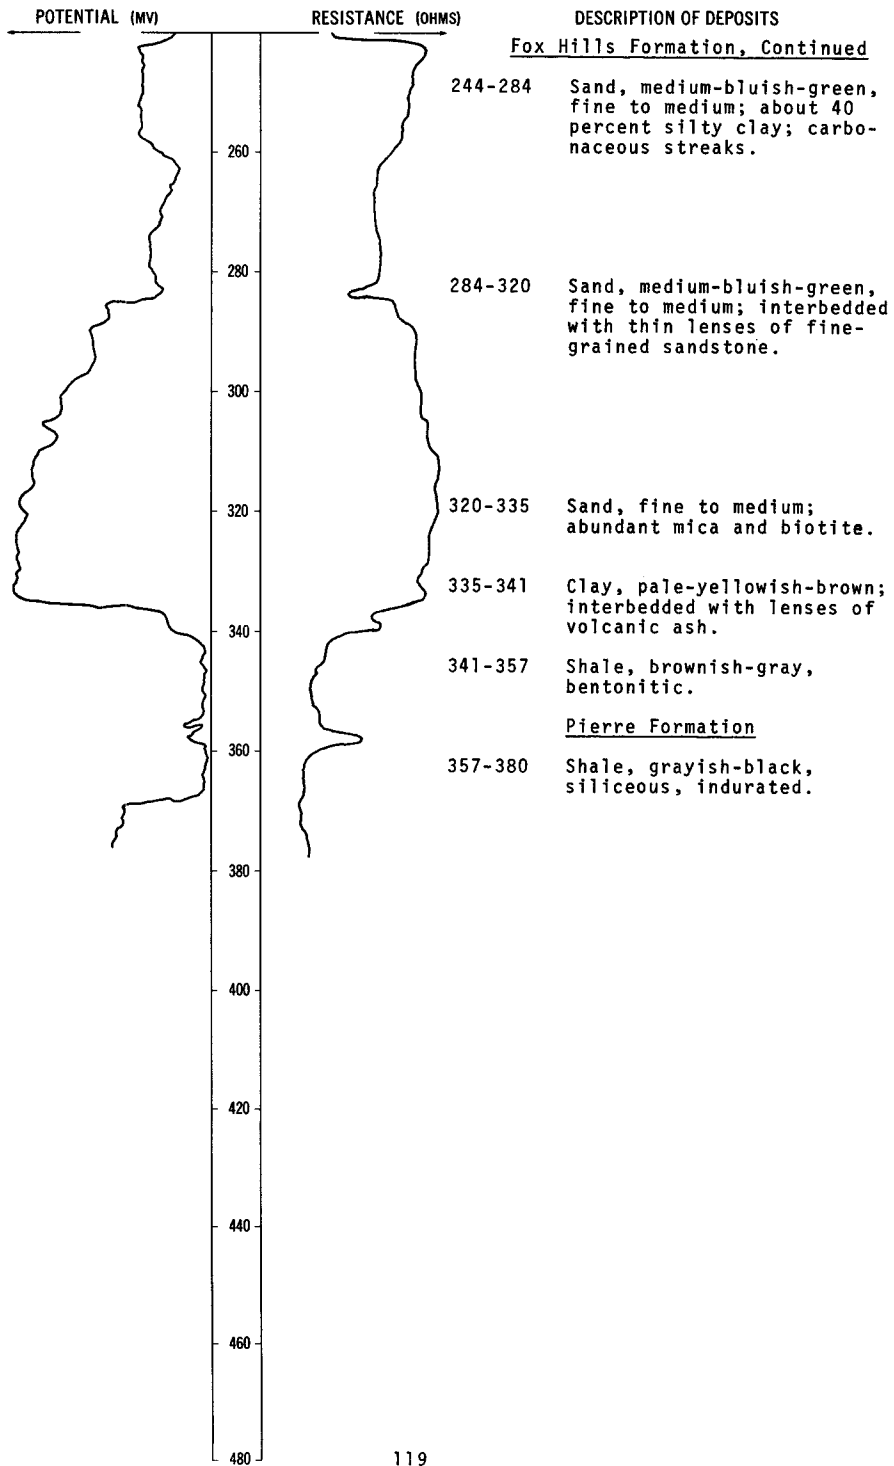 POTENTIAL (MV) RESISTANCE (OHMS) DESCRIPTION OF DEPOSITS
Fox Hills Formation, Continued
244-284 Sand, medium-bluish-green,
fine to medium; about 40
percent silty clay; carbo-
naceous streaks.
260
280
284-320 Sand, medium-bluish-green,
fine to medium; interbedded
with thin lenses of fine-
grained sandstone.
300
320
320-335 Sand, fine to medium;
abundant mica and biotite.
335-341 Clay, pale-yellowish-brown;
interbedded with lenses of
volcanic ash.
340
341-357 Shale, brownish-gray,
bentonitic.
Pierre Formation
360
357-380 Shale, grayish-black,
siliceous, indurated.
380
400
420
440
460
480
119